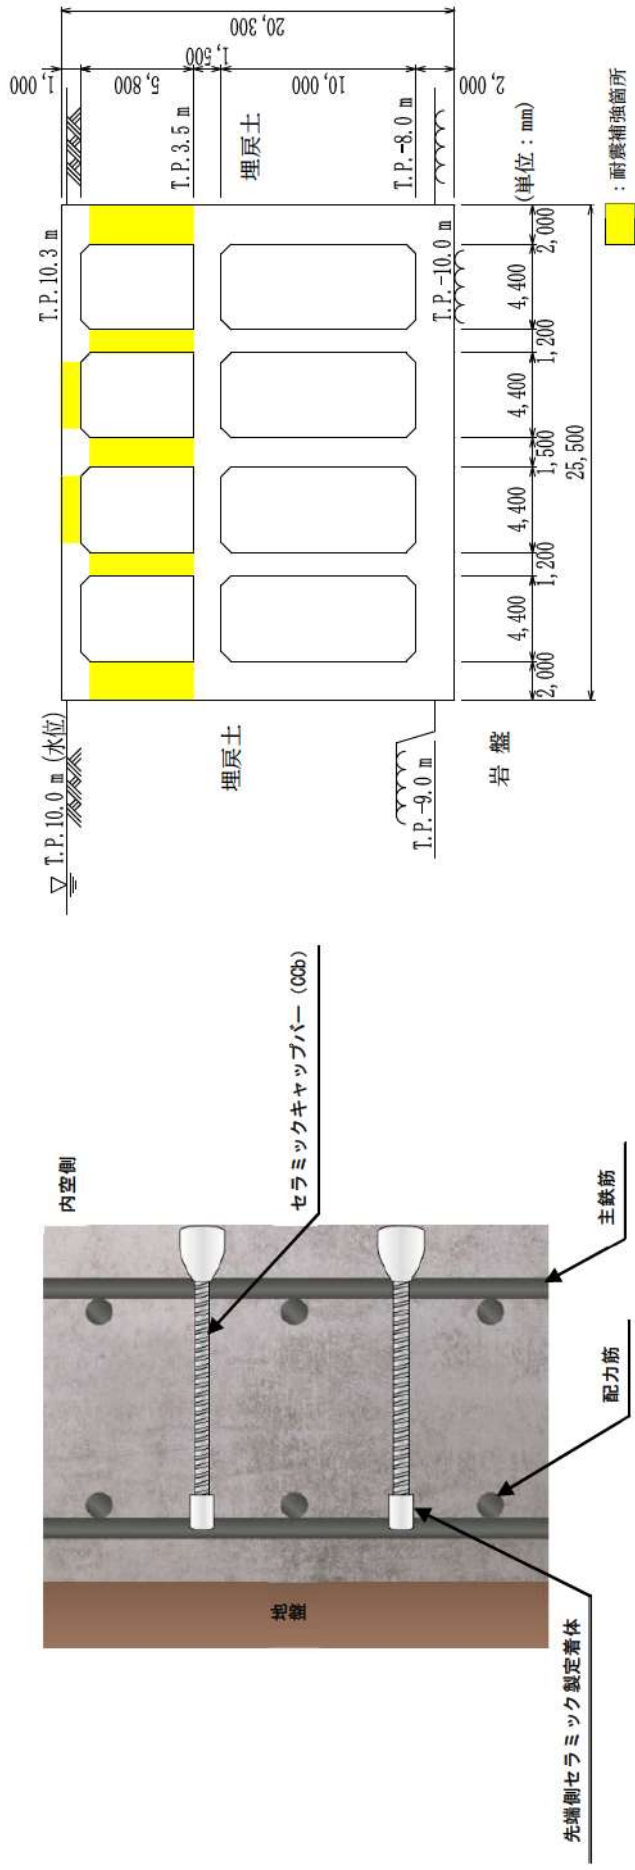 T.P.10.0 m (水位)
T.P.10.3 m
1,000
5,800
1,500
10,000
2,000
20,300
T.P.3.5 m
埋戻土
埋戻土
T.P.-8.0 m
T.P.-9.0 m
T.P.-10.0 m
岩盤
2,000
4,400
1,200
4,400
1,500
4,400
1,200
4,400
2,000
25,500
(単位：mm)
：耐震補強箇所
内空側
地盤
セラミックキャップバー (CCb)
主鉄筋
配力筋
先端側セラミック製定着体